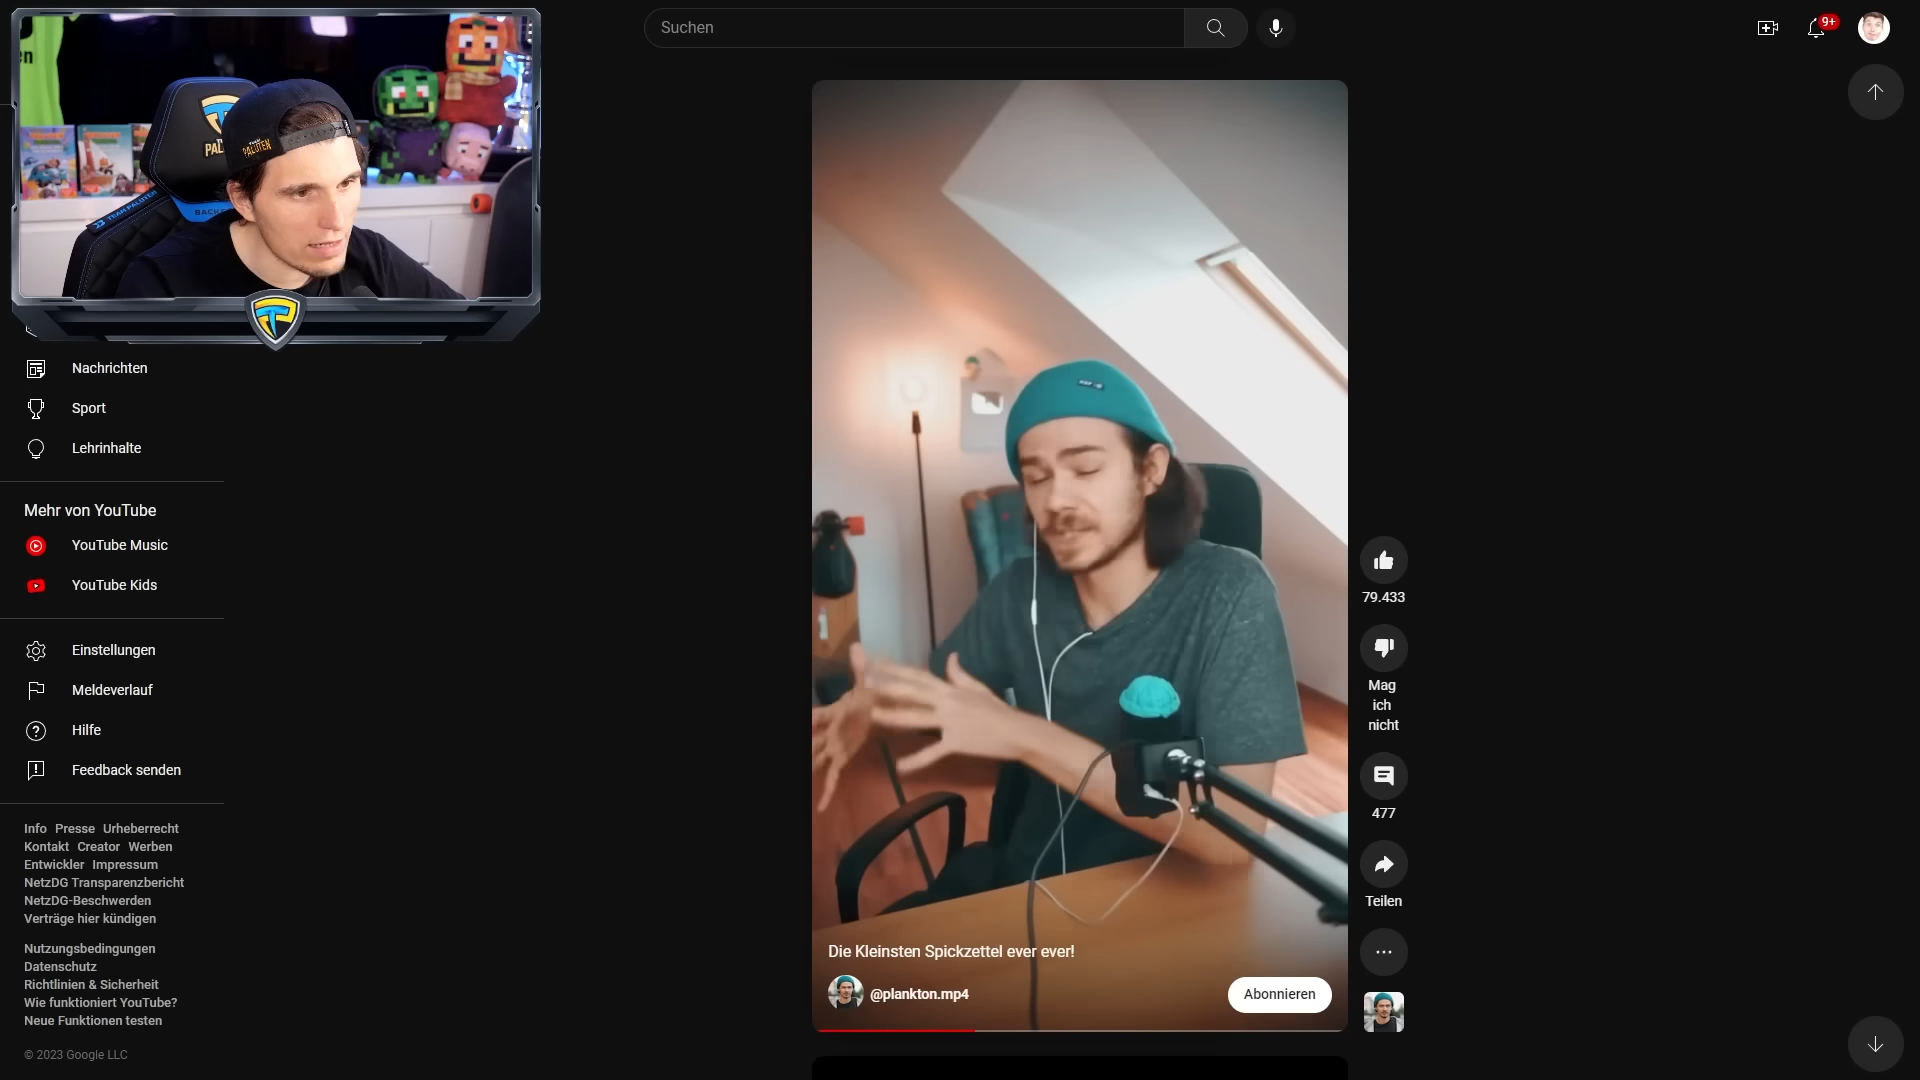 Suchen
9+
PALUTEN
TEAM PALUTEN
Nachrichten
Sport
Lehrinhalte
Mehr von YouTube
YouTube Music
YouTube Kids
Einstellungen
Meldeverlauf
Hilfe
Feedback senden
Info Presse Urheberrecht
Kontakt Creator Werben
Entwickler Impressum
NetzDG Transparenzbericht
NetzDG-Beschwerden
Verträge hier kündigen
Nutzungsbedingungen
Datenschutz
Richtlinien & Sicherheit
Wie funktioniert YouTube?
Neue Funktionen testen
© 2023 Google LLC
79.433
Mag
ich
nicht
477
Teilen
Die Kleinsten Spickzettel ever ever!
@plankton.mp4
Abonnieren